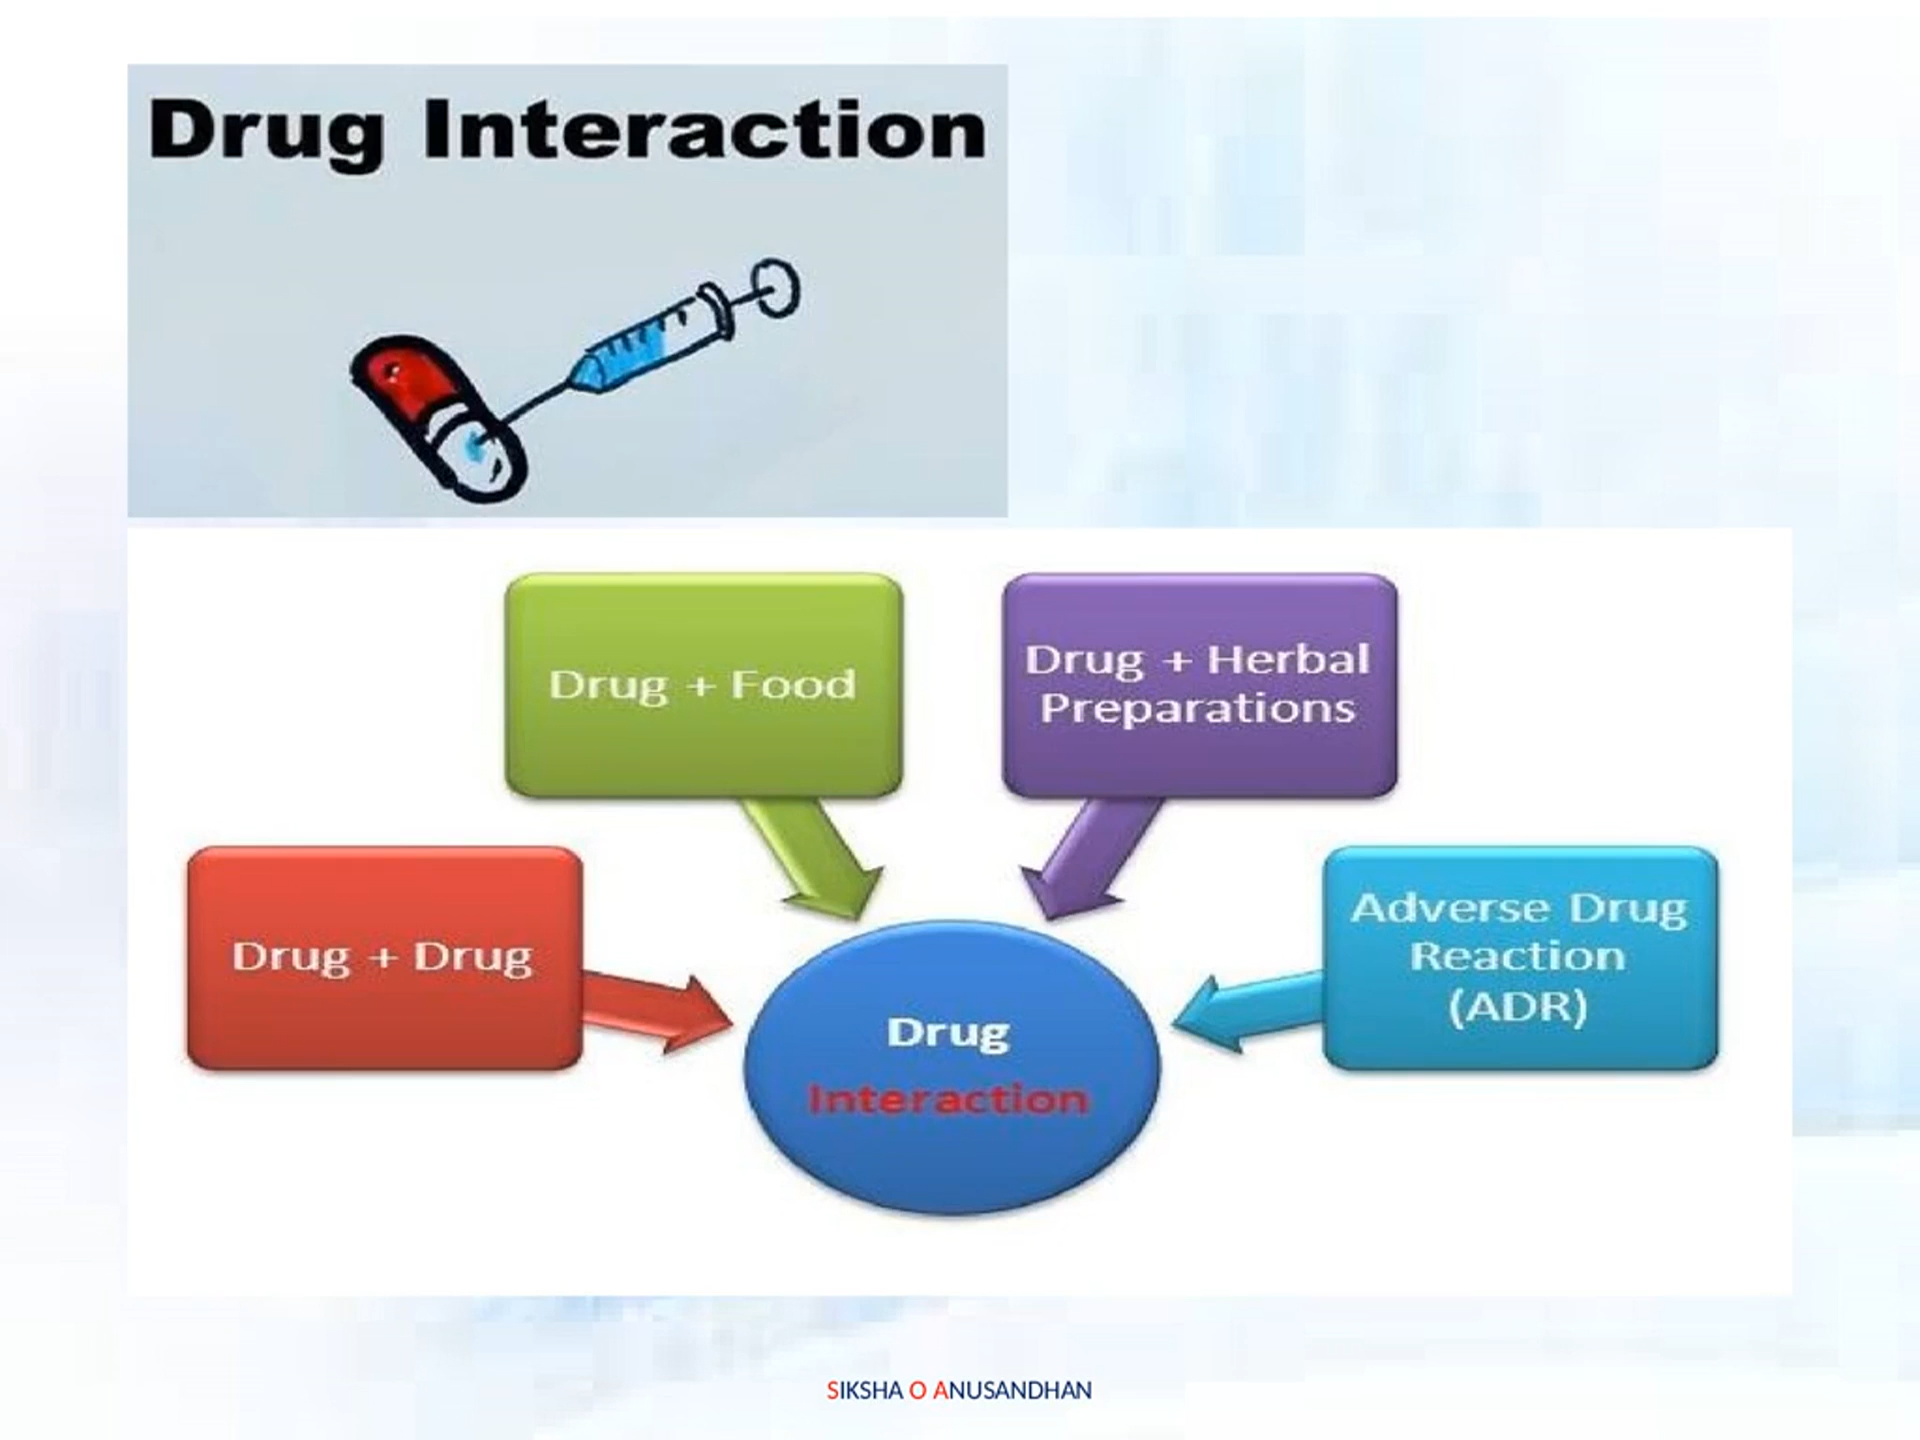 Drug Interaction
Drug + Food
Drug + Herbal
Preparations
Drug + Drug
Adverse Drug
Reaction
(ADR)
Drug
Interaction
SIKSHA O ANUSANDHAN